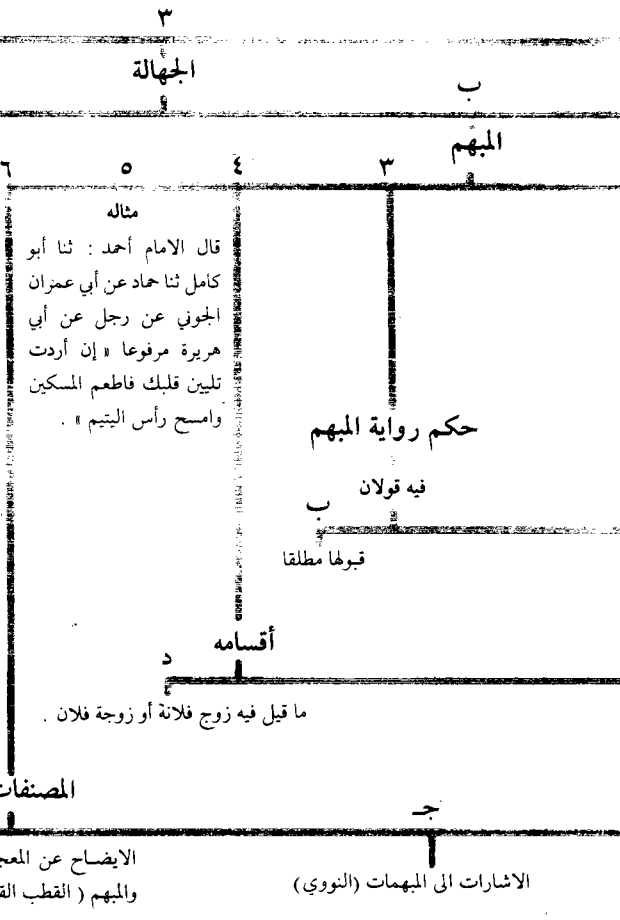 ٣
الجهالة
ب
المبهم
٣
٤
٥
٦
مثاله
قال الامام أحمد : ثنا أبو
كامل ثنا حماد عن أبي عمزان
الجوني عن رجل عن أبي
هريرة مرفوعا « إن أردت
تليين قلبك فاطعم المسكين
وامسح رأس اليتيم » .
حكم رواية المبهم
فيه قولان
ب
قبولها مطلقا
أقسامه
د
ما قيل فيه زوج فلانة أو زوجة فلان .
المصنفات
جـ
الاشارات الى المبهمات (النووي)
الايضاح عن المعج
والمبهم ( القطب الق